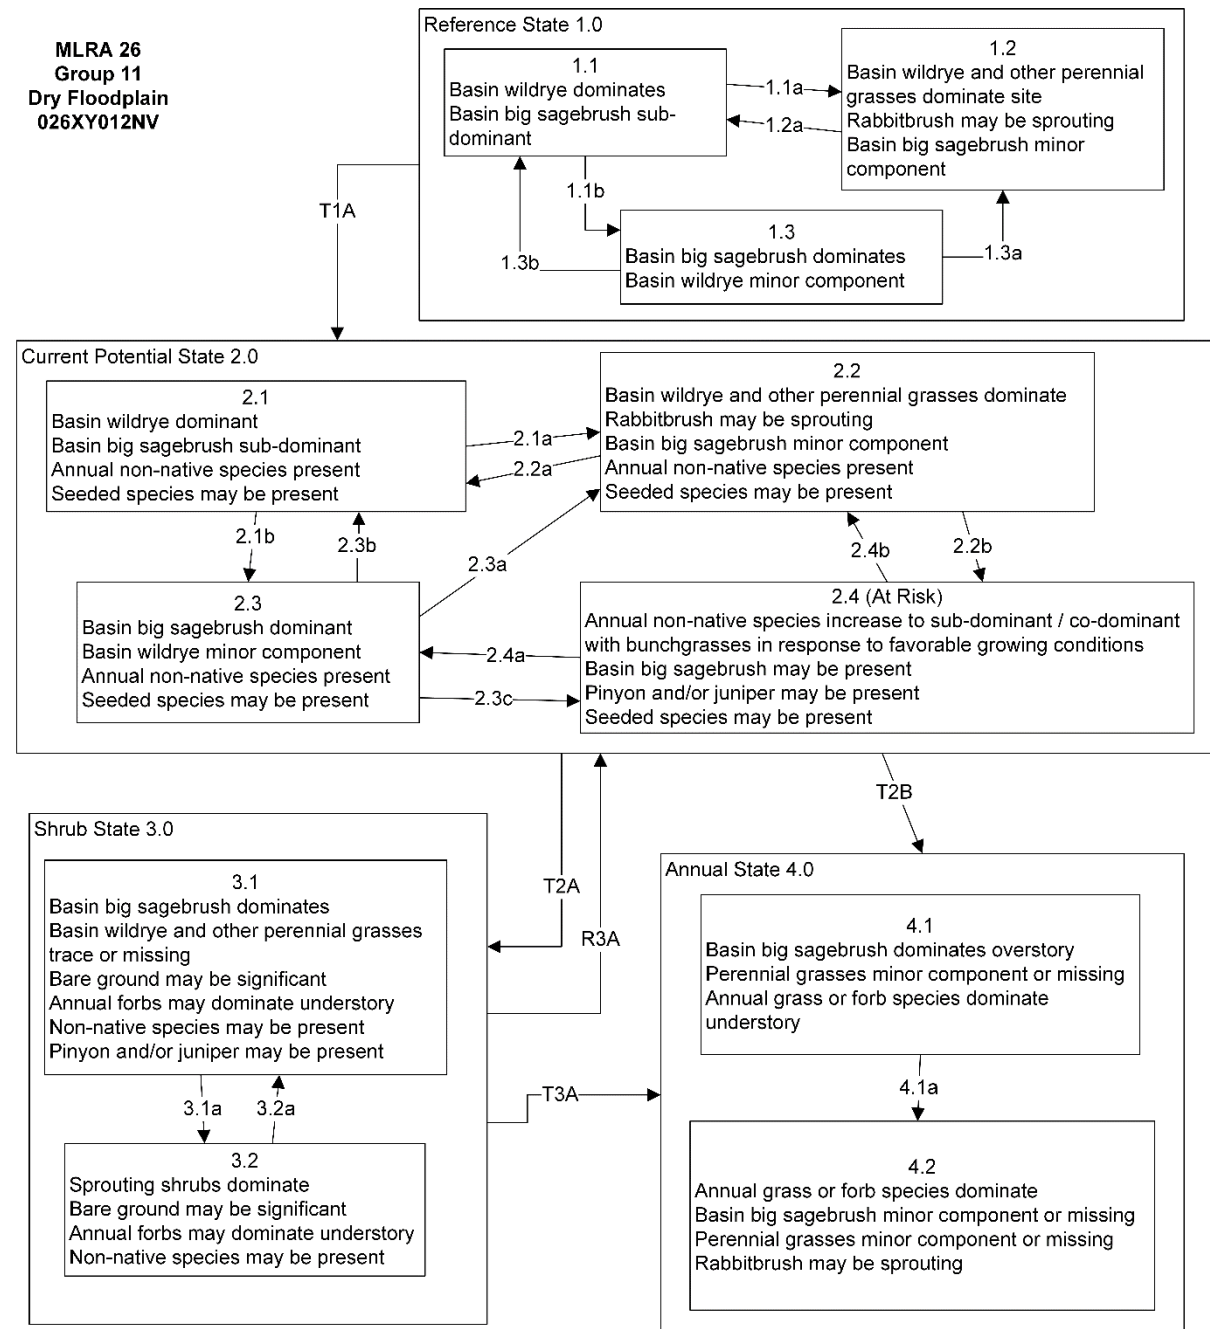 MLRA 26
Group 11
Dry Floodplain
026XY012NV
Reference State 1.0
1.1
Basin wildrye dominates
Basin big sagebrush sub-
dominant
1.1a
1.2a
1.2
Basin wildrye and other perennial
grasses dominate site
Rabbitbrush may be sprouting
Basin big sagebrush minor
component
1.1b
1.3b
1.3
Basin big sagebrush dominates
Basin wildrye minor component
1.3a
T1A
Current Potential State 2.0
2.1
Basin wildrye dominant
Basin big sagebrush sub-dominant
Annual non-native species present
Seeded species may be present
2.1a
2.2a
2.2
Basin wildrye and other perennial grasses dominate
Rabbitbrush may be sprouting
Basin big sagebrush minor component
Annual non-native species present
Seeded species may be present
2.1b
2.3b
2.3a
2.4b
2.2b
2.3
Basin big sagebrush dominant
Basin wildrye minor component
Annual non-native species present
Seeded species may be present
2.4a
2.3c
2.4 (At Risk)
Annual non-native species increase to sub-dominant / co-dominant
with bunchgrasses in response to favorable growing conditions
Basin big sagebrush may be present
Pinyon and/or juniper may be present
Seeded species may be present
T2A
R3A
T2B
Shrub State 3.0
3.1
Basin big sagebrush dominates
Basin wildrye and other perennial grasses
trace or missing
Bare ground may be significant
Annual forbs may dominate understory
Non-native species may be present
Pinyon and/or juniper may be present
3.1a
3.2a
3.2
Sprouting shrubs dominate
Bare ground may be significant
Annual forbs may dominate understory
Non-native species may be present
T3A
Annual State 4.0
4.1
Basin big sagebrush dominates overstory
Perennial grasses minor component or missing
Annual grass or forb species dominate
understory
4.1a
4.2
Annual grass or forb species dominate
Basin big sagebrush minor component or missing
Perennial grasses minor component or missing
Rabbitbrush may be sprouting